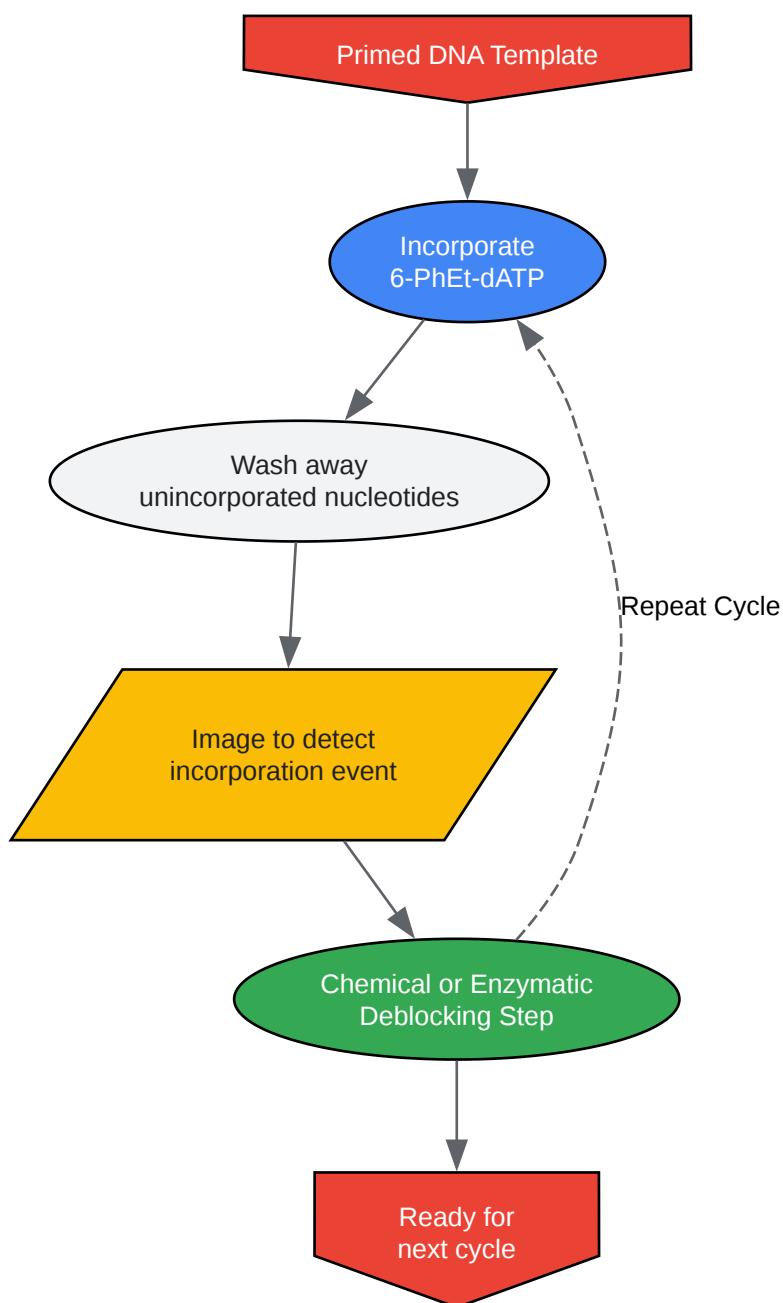 Primed DNA Template
Incorporate
6-PhEt-dATP
Wash away
unincorporated nucleotides
Repeat Cycle
Image to detect
incorporation event
Chemical or Enzymatic
Deblocking Step
Ready for
next cycle